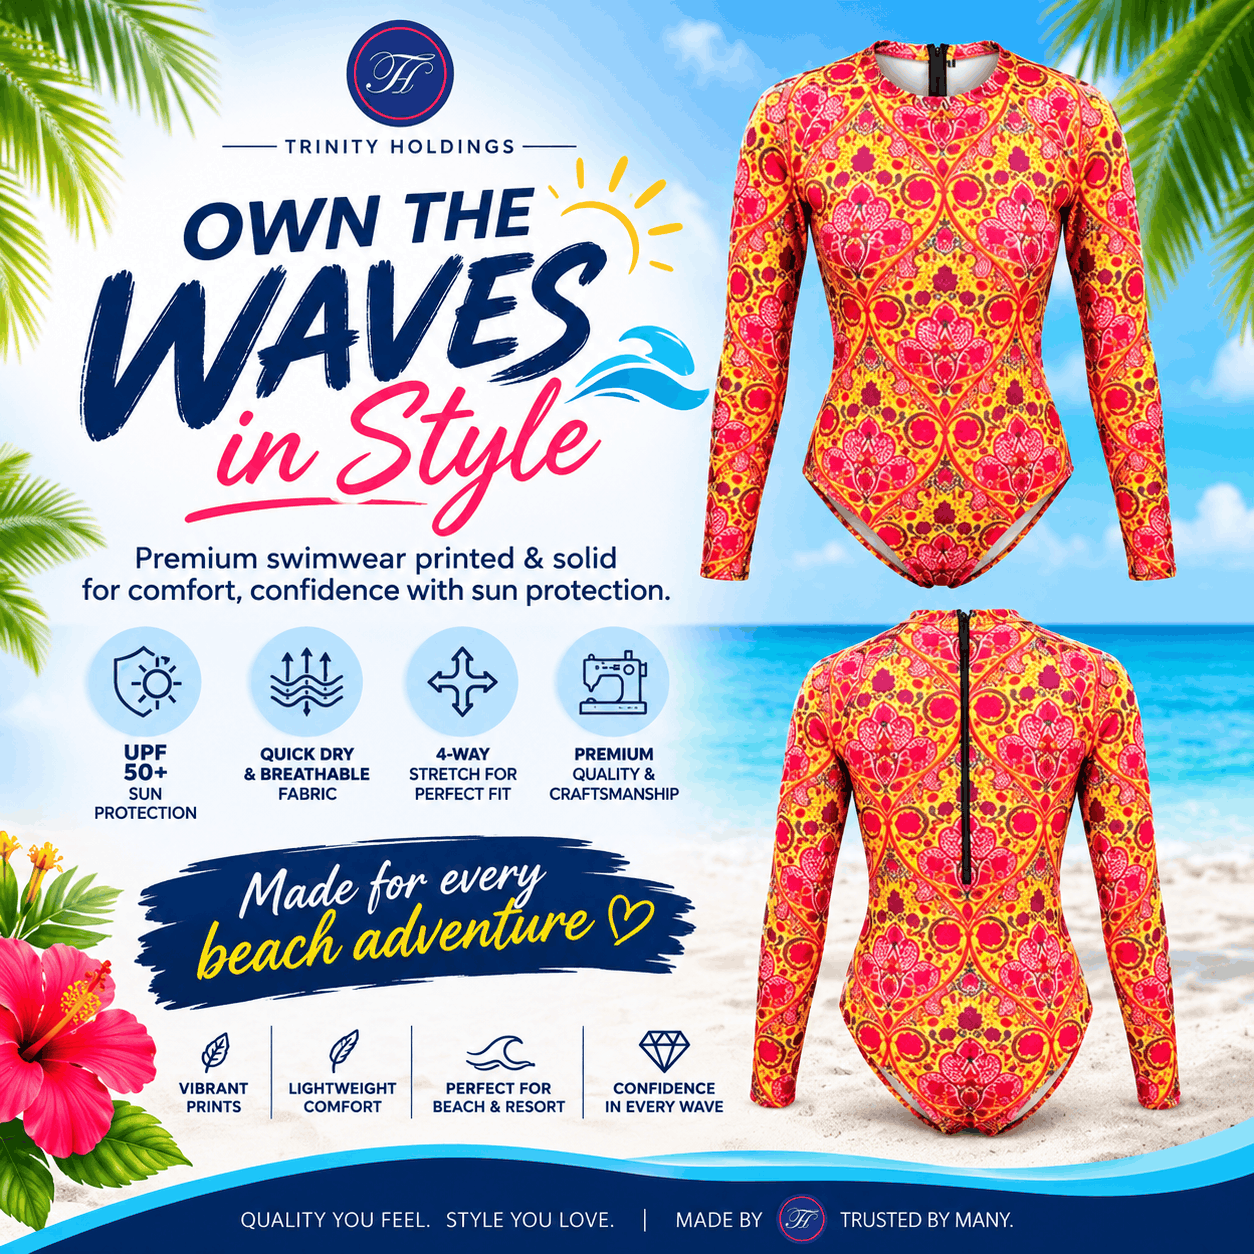 TH
TRINITY HOLDINGS
OWN THE
WAVES
in Style
Premium swimwear printed & solid
for comfort, confidence with sun protection.
UPF
50+
SUN
PROTECTION
QUICK DRY
& BREATHABLE
FABRIC
4-WAY
STRETCH FOR
PERFECT FIT
PREMIUM
QUALITY &
CRAFTSMANSHIP
Made for every
beach adventure
VIBRANT
PRINTS
LIGHTWEIGHT
COMFORT
PERFECT FOR
BEACH & RESORT
CONFIDENCE
IN EVERY WAVE
QUALITY YOU FEEL. STYLE YOU LOVE. | MADE BY TH TRUSTED BY MANY.